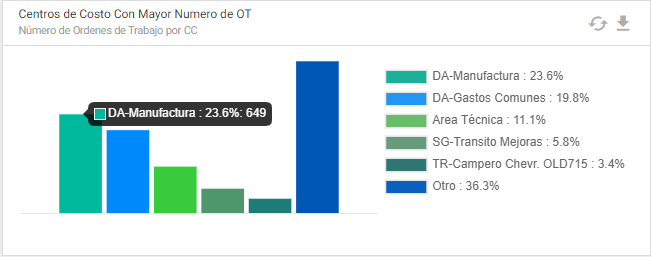 Centros de Costo Con Mayor Numero de OT
Número de Ordenes de Trabajo por CC
DA-Manufactura : 23.6%: 649
DA-Manufactura : 23.6%
DA-Gastos Comunes : 19.8%
Area Técnica : 11.1%
SG-Transito Mejoras : 5.8%
TR-Campero Chevr. OLD715 : 3.4%
Otro : 36.3%